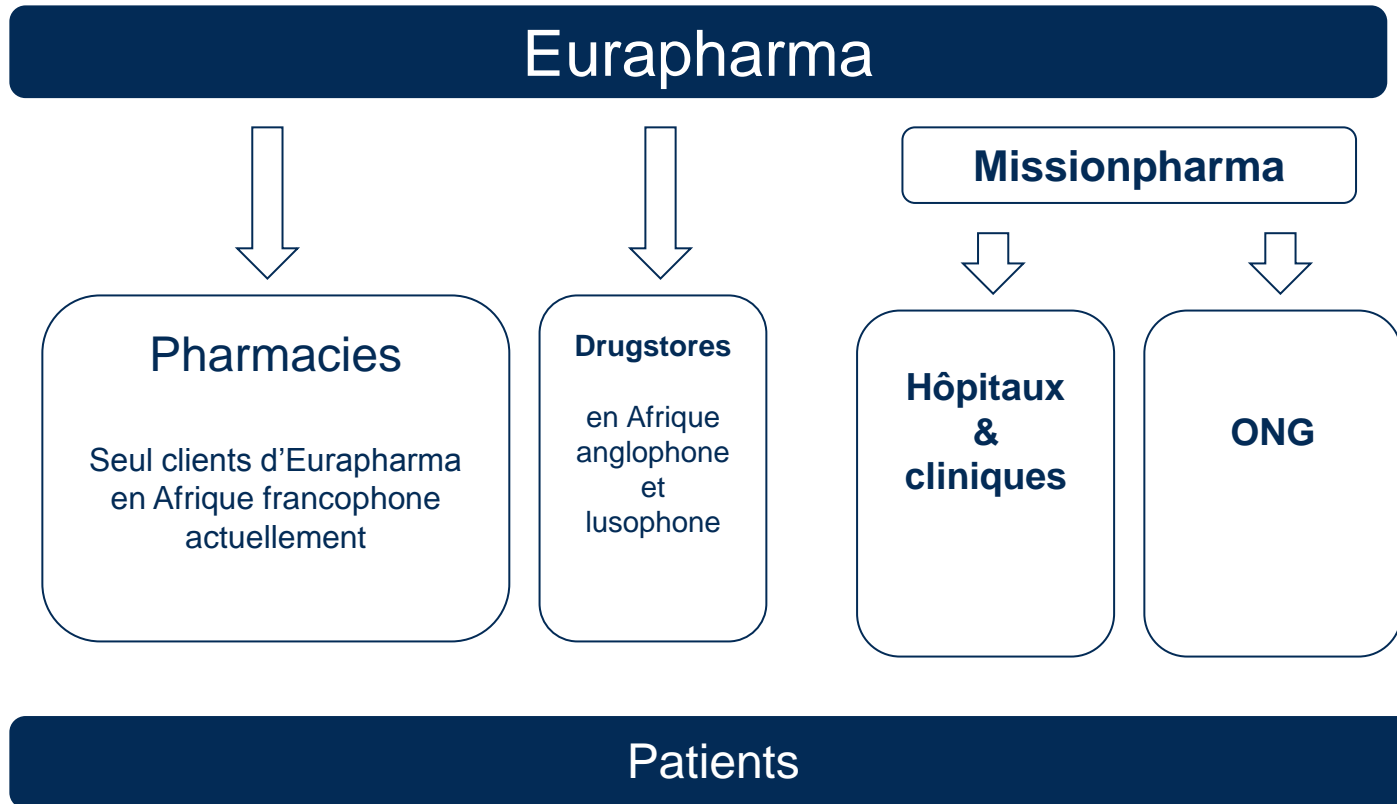 Eurapharma
Missionpharma
Pharmacies
Seul clients d’Eurapharma
en Afrique francophone
actuellement
Drugstores
en Afrique
anglophone
et
lusophone
Hôpitaux
&
cliniques
ONG
Patients